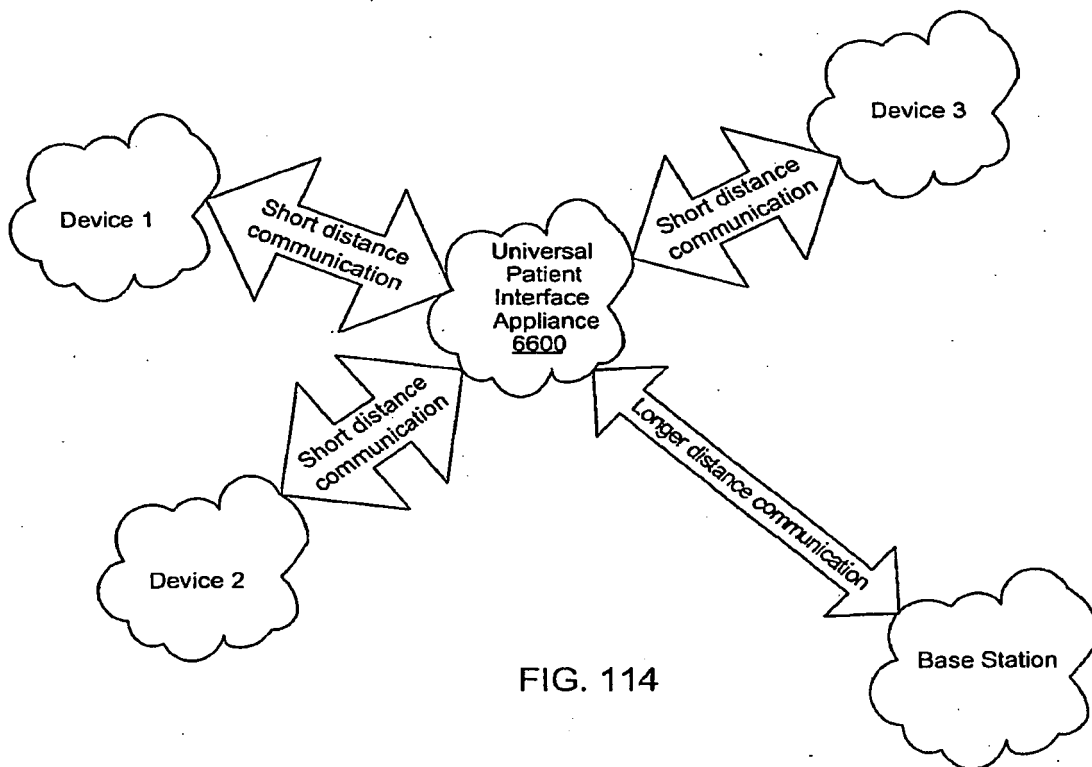 Device 3
Device 1
Short distance
communication
Short distance
communication
Universal
Patient
Interface
Appliance
6600
Short distance
communication
Longer distance communication
Device 2
Base Station
FIG. 114